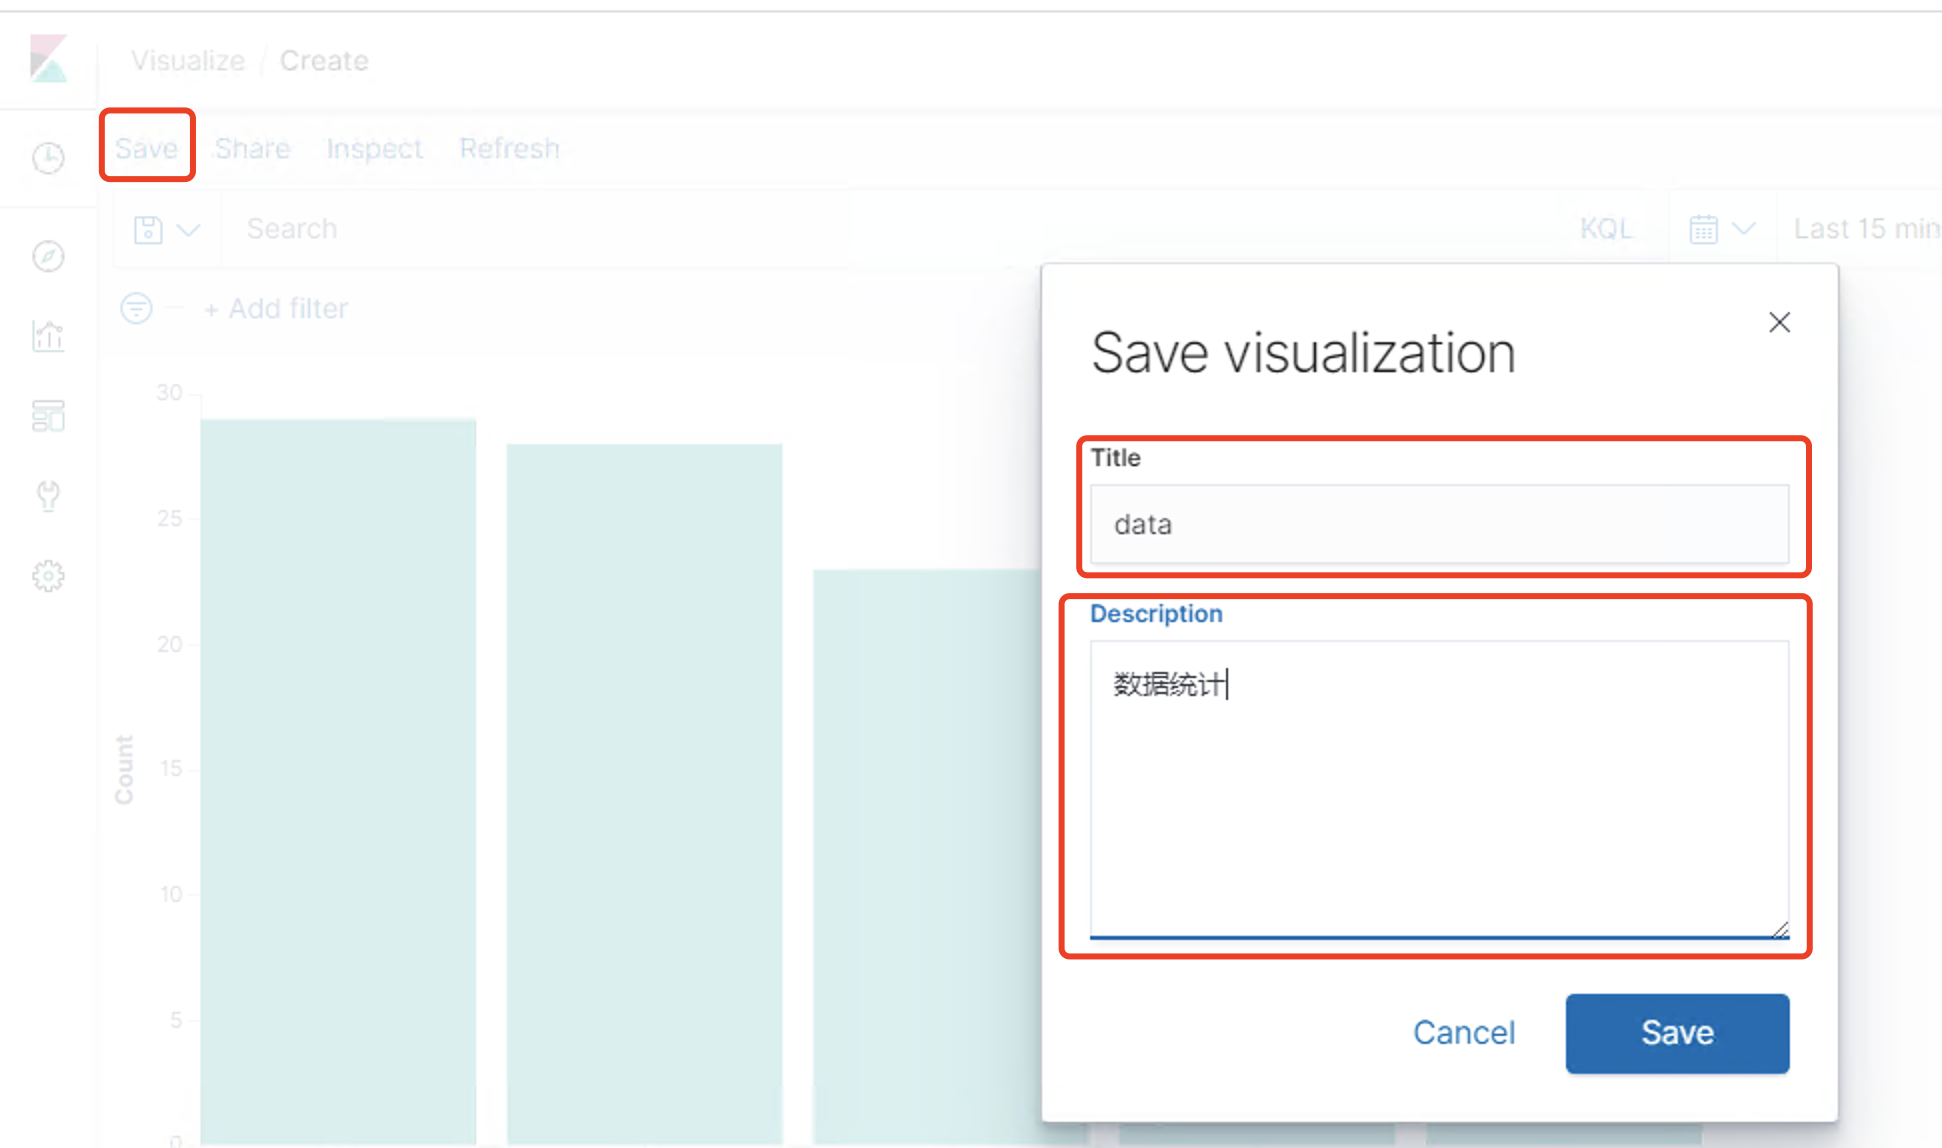 Visualize / Create
Save Share Inspect Refresh
Search KQL Last 15 min
+ Add filter
Save visualization
Title
data
Description
数据统计
Cancel Save
30
25
20
15
10
5
0
Count